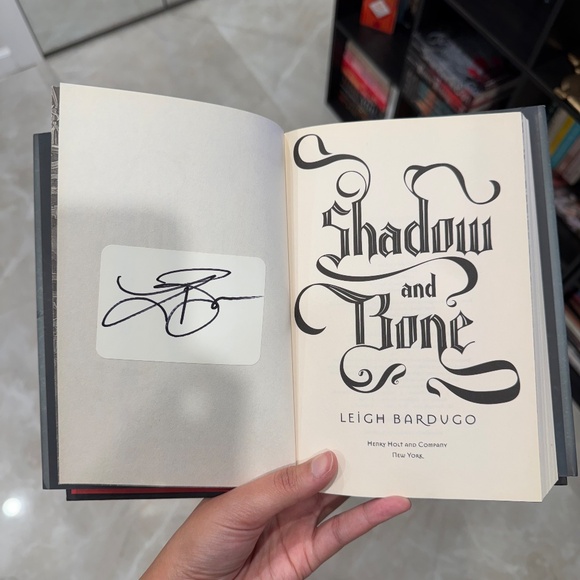 Shadow
and
Bone
LEIGH BARDUGO
HENRY HOLT AND COMPANY
NEW YORK